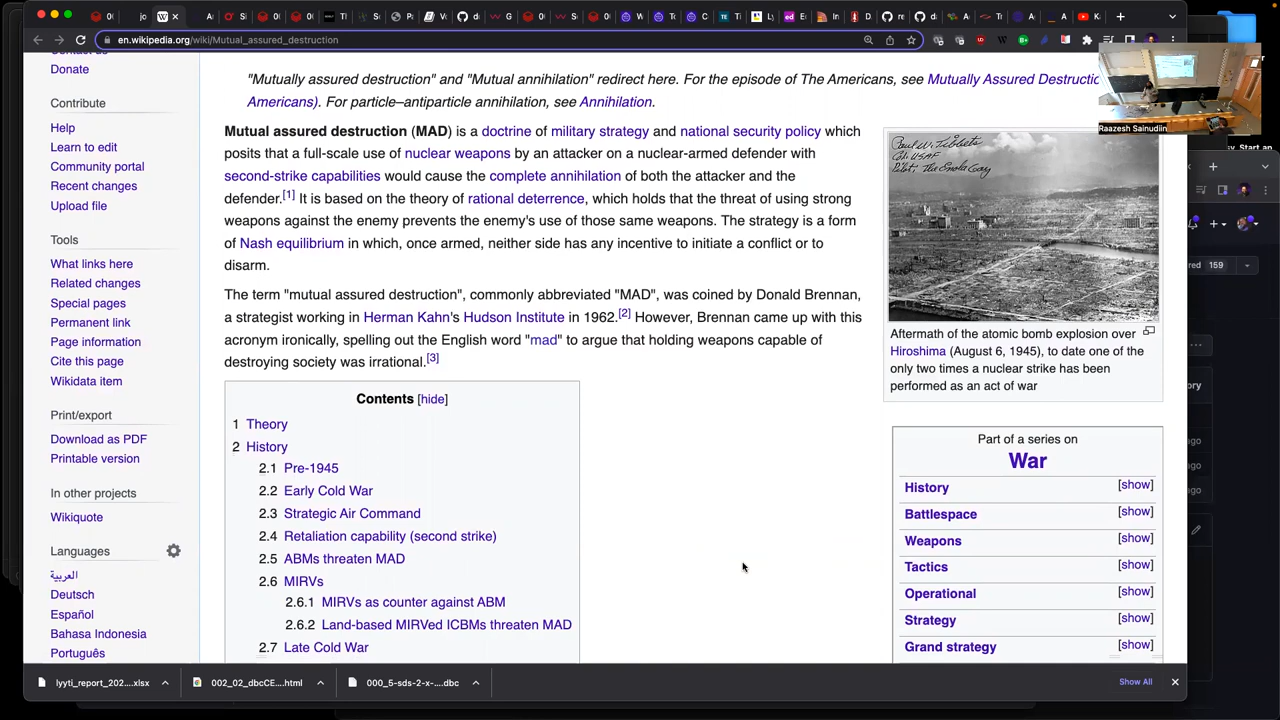 en.wikipedia.org/wiki/Mutual_assured_destruction
Donate
Contribute
Help
Learn to edit
Community portal
Recent changes
Upload file
Tools
What links here
Related changes
Special pages
Permanent link
Page information
Cite this page
Wikidata item
Print/export
Download as PDF
Printable version
In other projects
Wikiquote
Languages
العربية
Deutsch
Español
Bahasa Indonesia
Português
"Mutually assured destruction" and "Mutual annihilation" redirect here. For the episode of The Americans, see Mutually Assured Destructio
Americans). For particle–antiparticle annihilation, see Annihilation.
Mutual assured destruction (MAD) is a doctrine of military strategy and national security policy which
posits that a full-scale use of nuclear weapons by an attacker on a nuclear-armed defender with
second-strike capabilities would cause the complete annihilation of both the attacker and the
defender.[1] It is based on the theory of rational deterrence, which holds that the threat of using strong
weapons against the enemy prevents the enemy's use of those same weapons. The strategy is a form
of Nash equilibrium in which, once armed, neither side has any incentive to initiate a conflict or to
disarm.
The term "mutual assured destruction", commonly abbreviated "MAD", was coined by Donald Brennan,
a strategist working in Herman Kahn's Hudson Institute in 1962.[2] However, Brennan came up with this
acronym ironically, spelling out the English word "mad" to argue that holding weapons capable of
destroying society was irrational.[3]
Contents [hide]
1 Theory
2 History
2.1 Pre-1945
2.2 Early Cold War
2.3 Strategic Air Command
2.4 Retaliation capability (second strike)
2.5 ABMs threaten MAD
2.6 MIRVs
2.6.1 MIRVs as counter against ABM
2.6.2 Land-based MIRVed ICBMs threaten MAD
2.7 Late Cold War
Raazesh Sainudiin
Paul W. Tibbets
Col. USAF
Pilot, The Enola Gay
Aftermath of the atomic bomb explosion over
Hiroshima (August 6, 1945), to date one of the
only two times a nuclear strike has been
performed as an act of war
Part of a series on
War
History [show]
Battlespace [show]
Weapons [show]
Tactics [show]
Operational [show]
Strategy [show]
Grand strategy [show]
159
ago
ago
ago
lyyti_report_202....xlsx
002_02_dbcCE....html
000_5-sds-2-x-....dbc
Show All